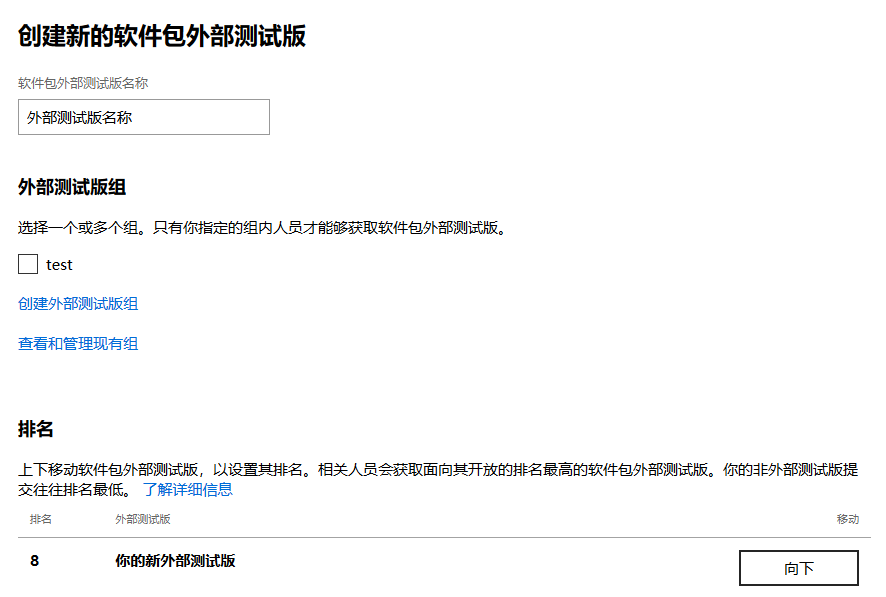 创建新的软件包外部测试版
软件包外部测试版名称
外部测试版名称
外部测试版组
选择一个或多个组。只有你指定的组内人员才能够获取软件包外部测试版。
test
创建外部测试版组
查看和管理现有组
排名
上下移动软件包外部测试版，以设置其排名。相关人员会获取面向其开放的排名最高的软件包外部测试版。你的非外部测试版提
交往往排名最低。 了解详细信息
排名 外部测试版 移动
8 你的新外部测试版 向下